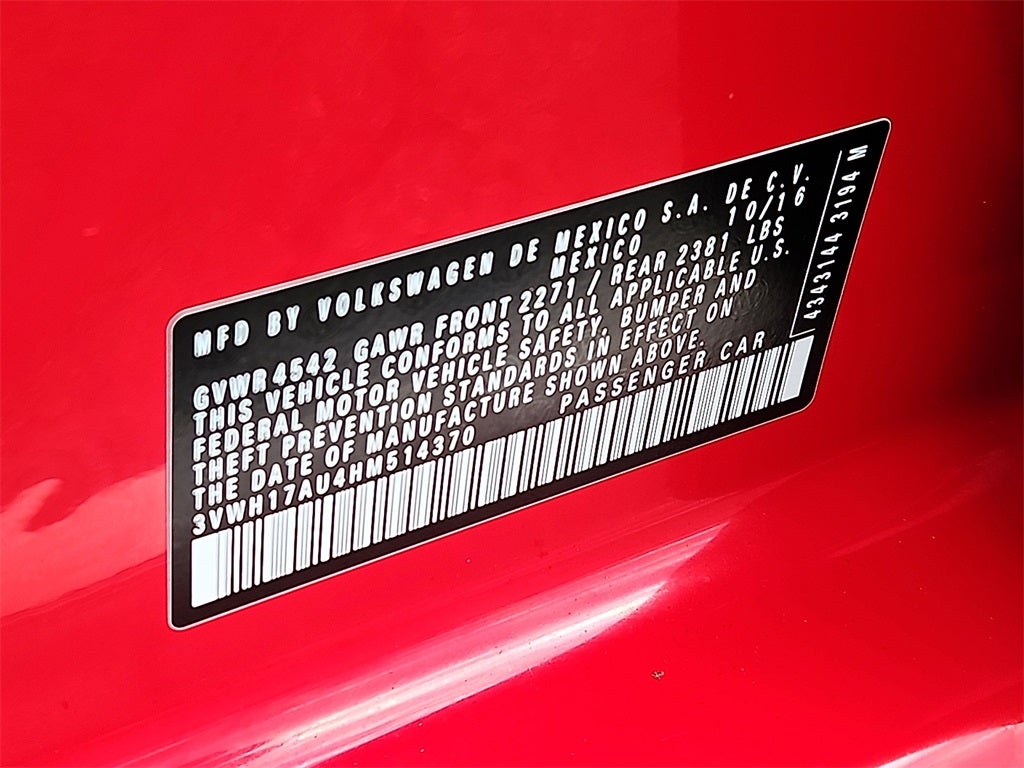 MFD BY VOLKSWAGEN DE MEXICO S.A. DE C.V.
MEXICO 10/16
GVWR 4542 GAWR FRONT 2271 / REAR 2381 LBS
THIS VEHICLE CONFORMS TO ALL APPLICABLE U.S.
FEDERAL MOTOR VEHICLE SAFETY, BUMPER AND
THEFT PREVENTION STANDARDS IN EFFECT ON
THE DATE OF MANUFACTURE SHOWN ABOVE.
3VWH17AU4HM514370 PASSENGER CAR
4343144 3194 M